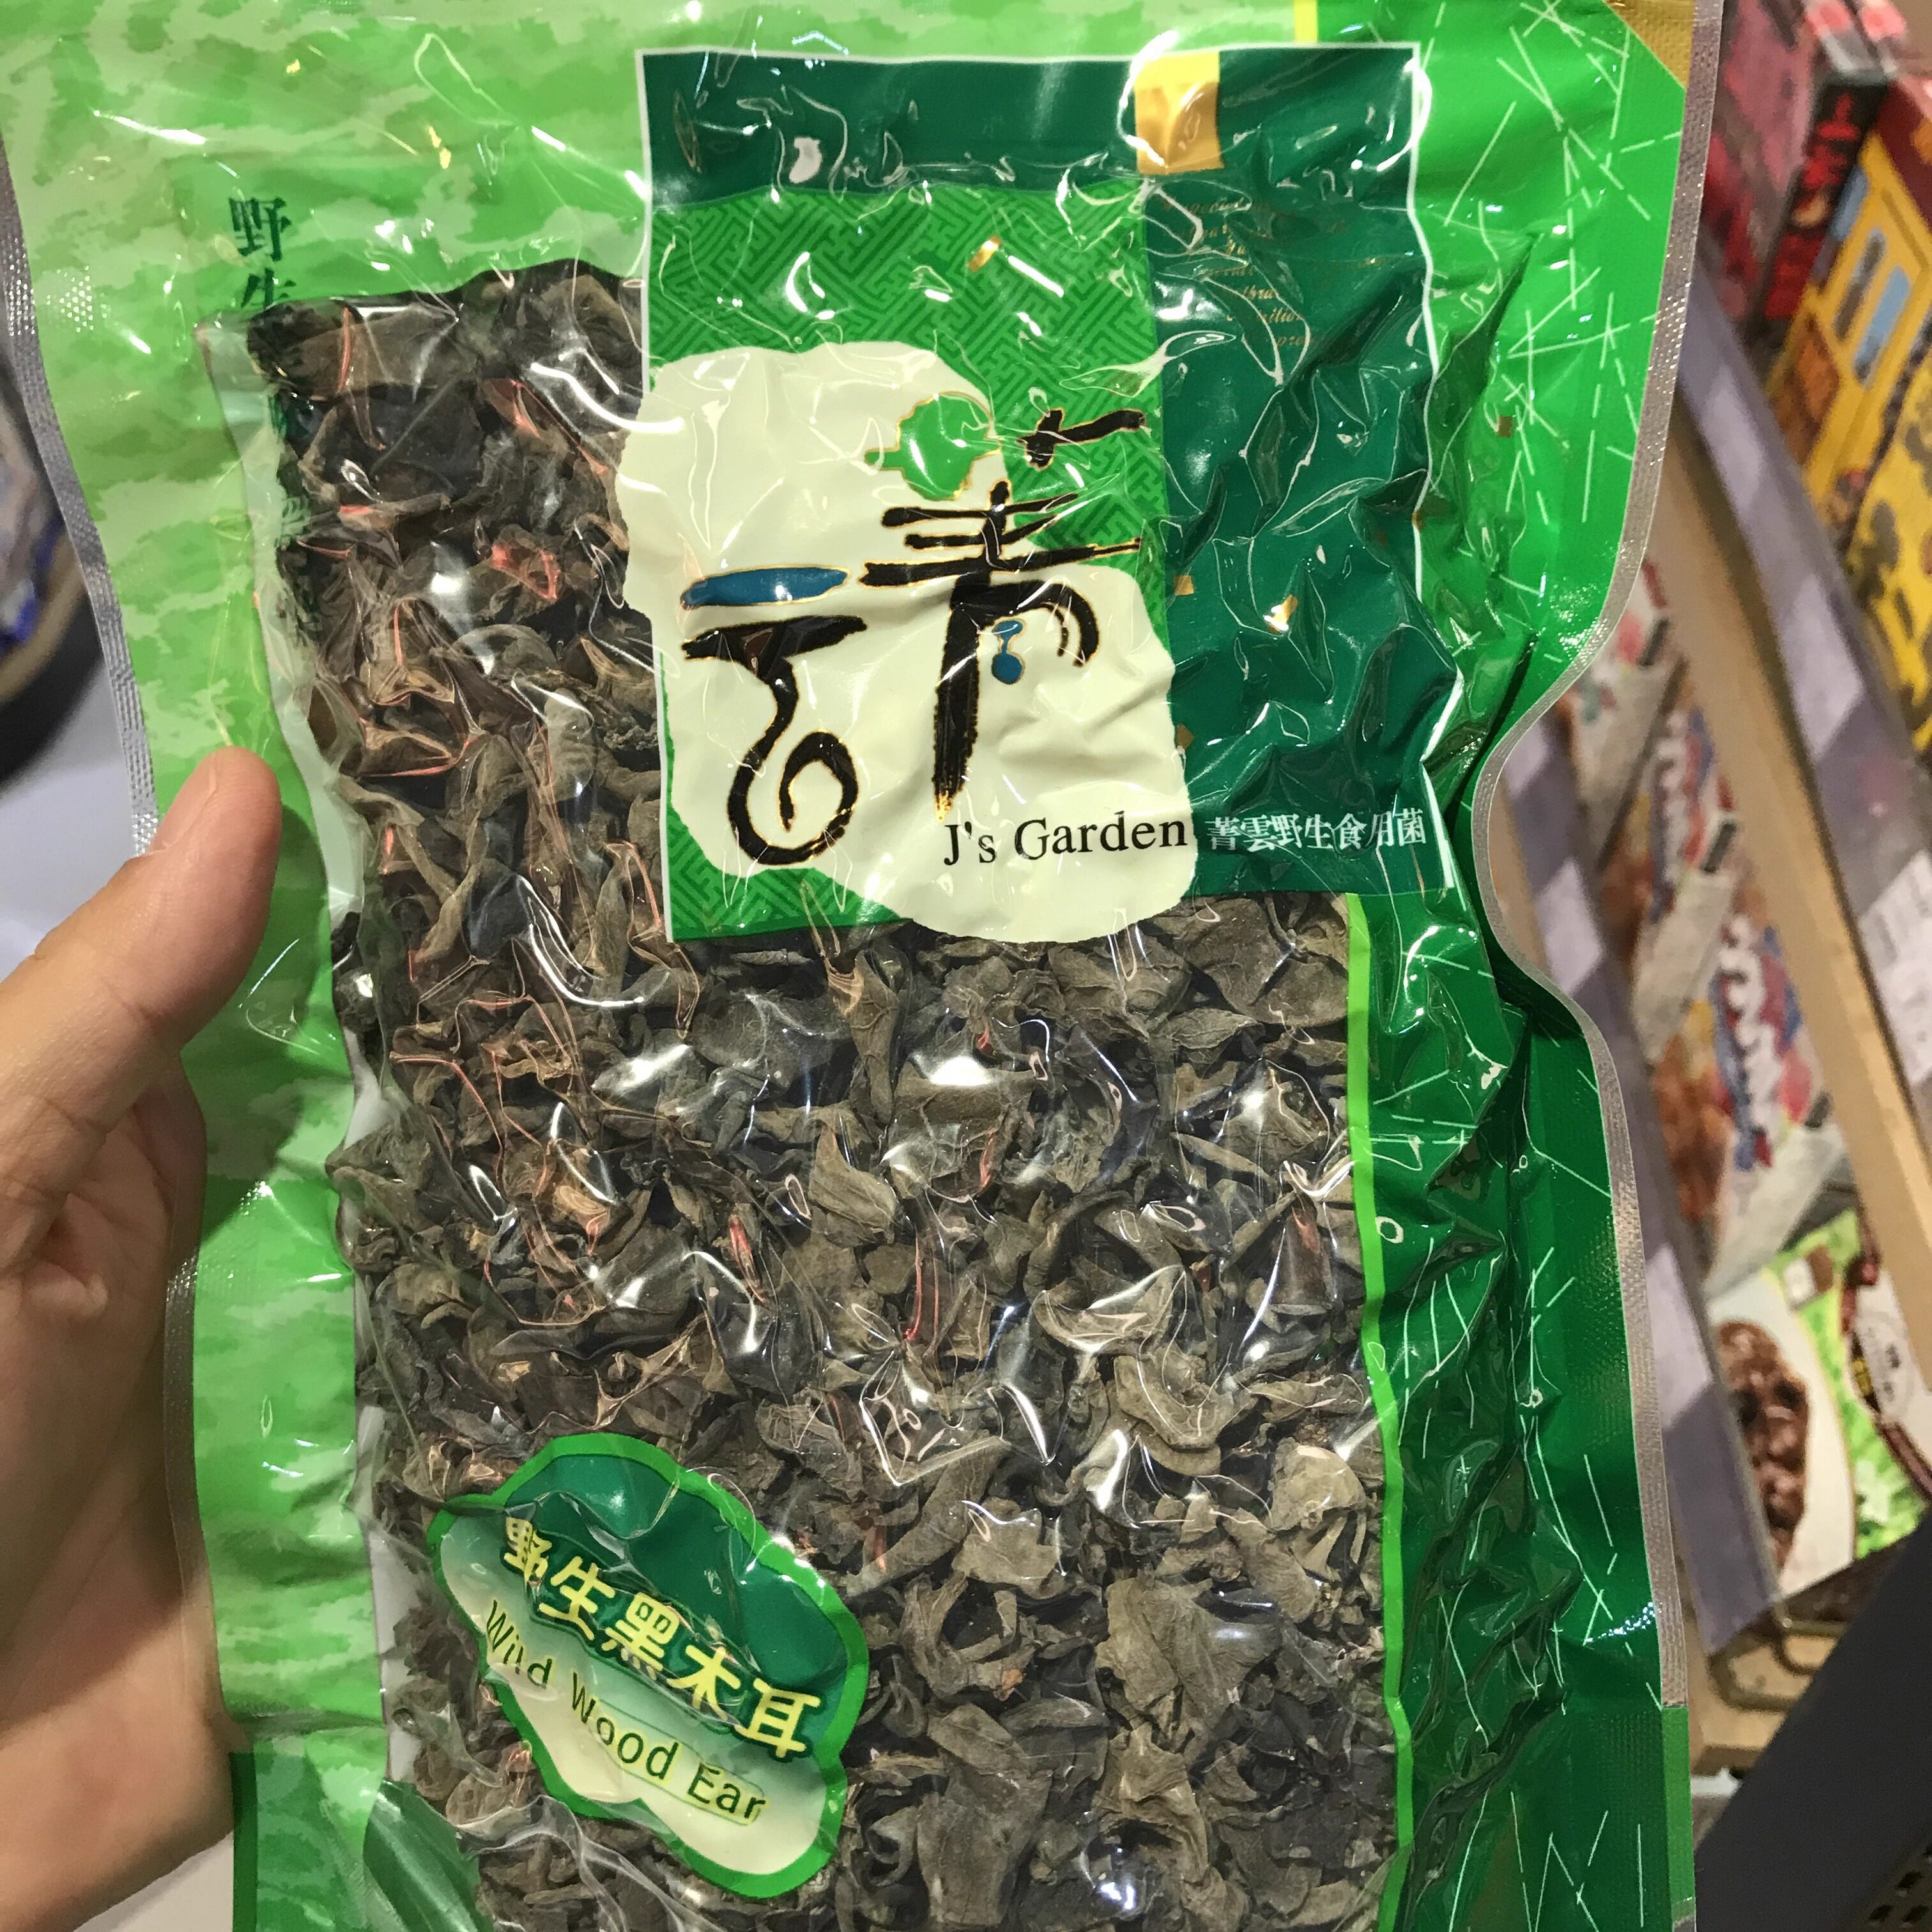 野生
菁云
J's Garden
菁雲野生食用菌
野生黑木耳
Wild Wood Ear